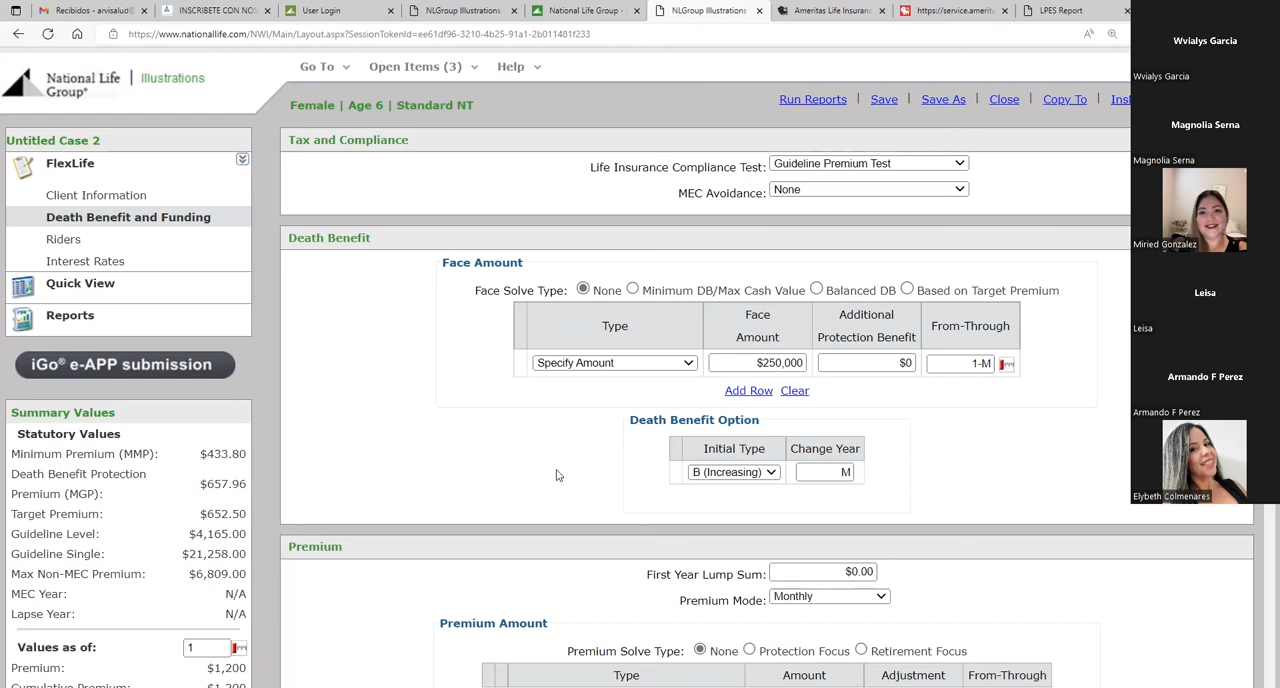 Recibidos - arvisalud@
INSCRIBETE CON NOS
User Login
NLGroup Illustrations
National Life Group -
NLGroup Illustrations
Ameritas Life Insuranc
https://service.amerita
LPES Report
https://www.nationallife.com/NWI/Main/Layout.aspx?SessionTokenId=ee61df96-3210-4b25-91a1-2b011481f233
National Life Group®
Illustrations
Go To
Open Items (3)
Help
Female | Age 6 | Standard NT
Run Reports | Save | Save As | Close | Copy To | Ins
Untitled Case 2
FlexLife
Client Information
Death Benefit and Funding
Riders
Interest Rates
Quick View
Reports
iGo® e-APP submission
Summary Values
Statutory Values
Minimum Premium (MMP): $433.80
Death Benefit Protection Premium (MGP): $657.96
Target Premium: $652.50
Guideline Level: $4,165.00
Guideline Single: $21,258.00
Max Non-MEC Premium: $6,809.00
MEC Year: N/A
Lapse Year: N/A
Values as of: 1
Premium: $1,200
Cumulative Premium: $1,200
Tax and Compliance
Life Insurance Compliance Test: Guideline Premium Test
MEC Avoidance: None
Death Benefit
Face Amount
Face Solve Type: None Minimum DB/Max Cash Value Balanced DB Based on Target Premium
Type Face Amount Additional Protection Benefit From-Through
Specify Amount $250,000 $0 1-M
Add Row Clear
Death Benefit Option
Initial Type Change Year
B (Increasing) M
Premium
First Year Lump Sum: $0.00
Premium Mode: Monthly
Premium Amount
Premium Solve Type: None Protection Focus Retirement Focus
Type Amount Adjustment From-Through
Wvialys Garcia
Wvialys Garcia
Magnolia Serna
Magnolia Serna
Miried Gonzalez
Leisa
Leisa
Armando F Perez
Armando F Perez
Elybeth Colmenares